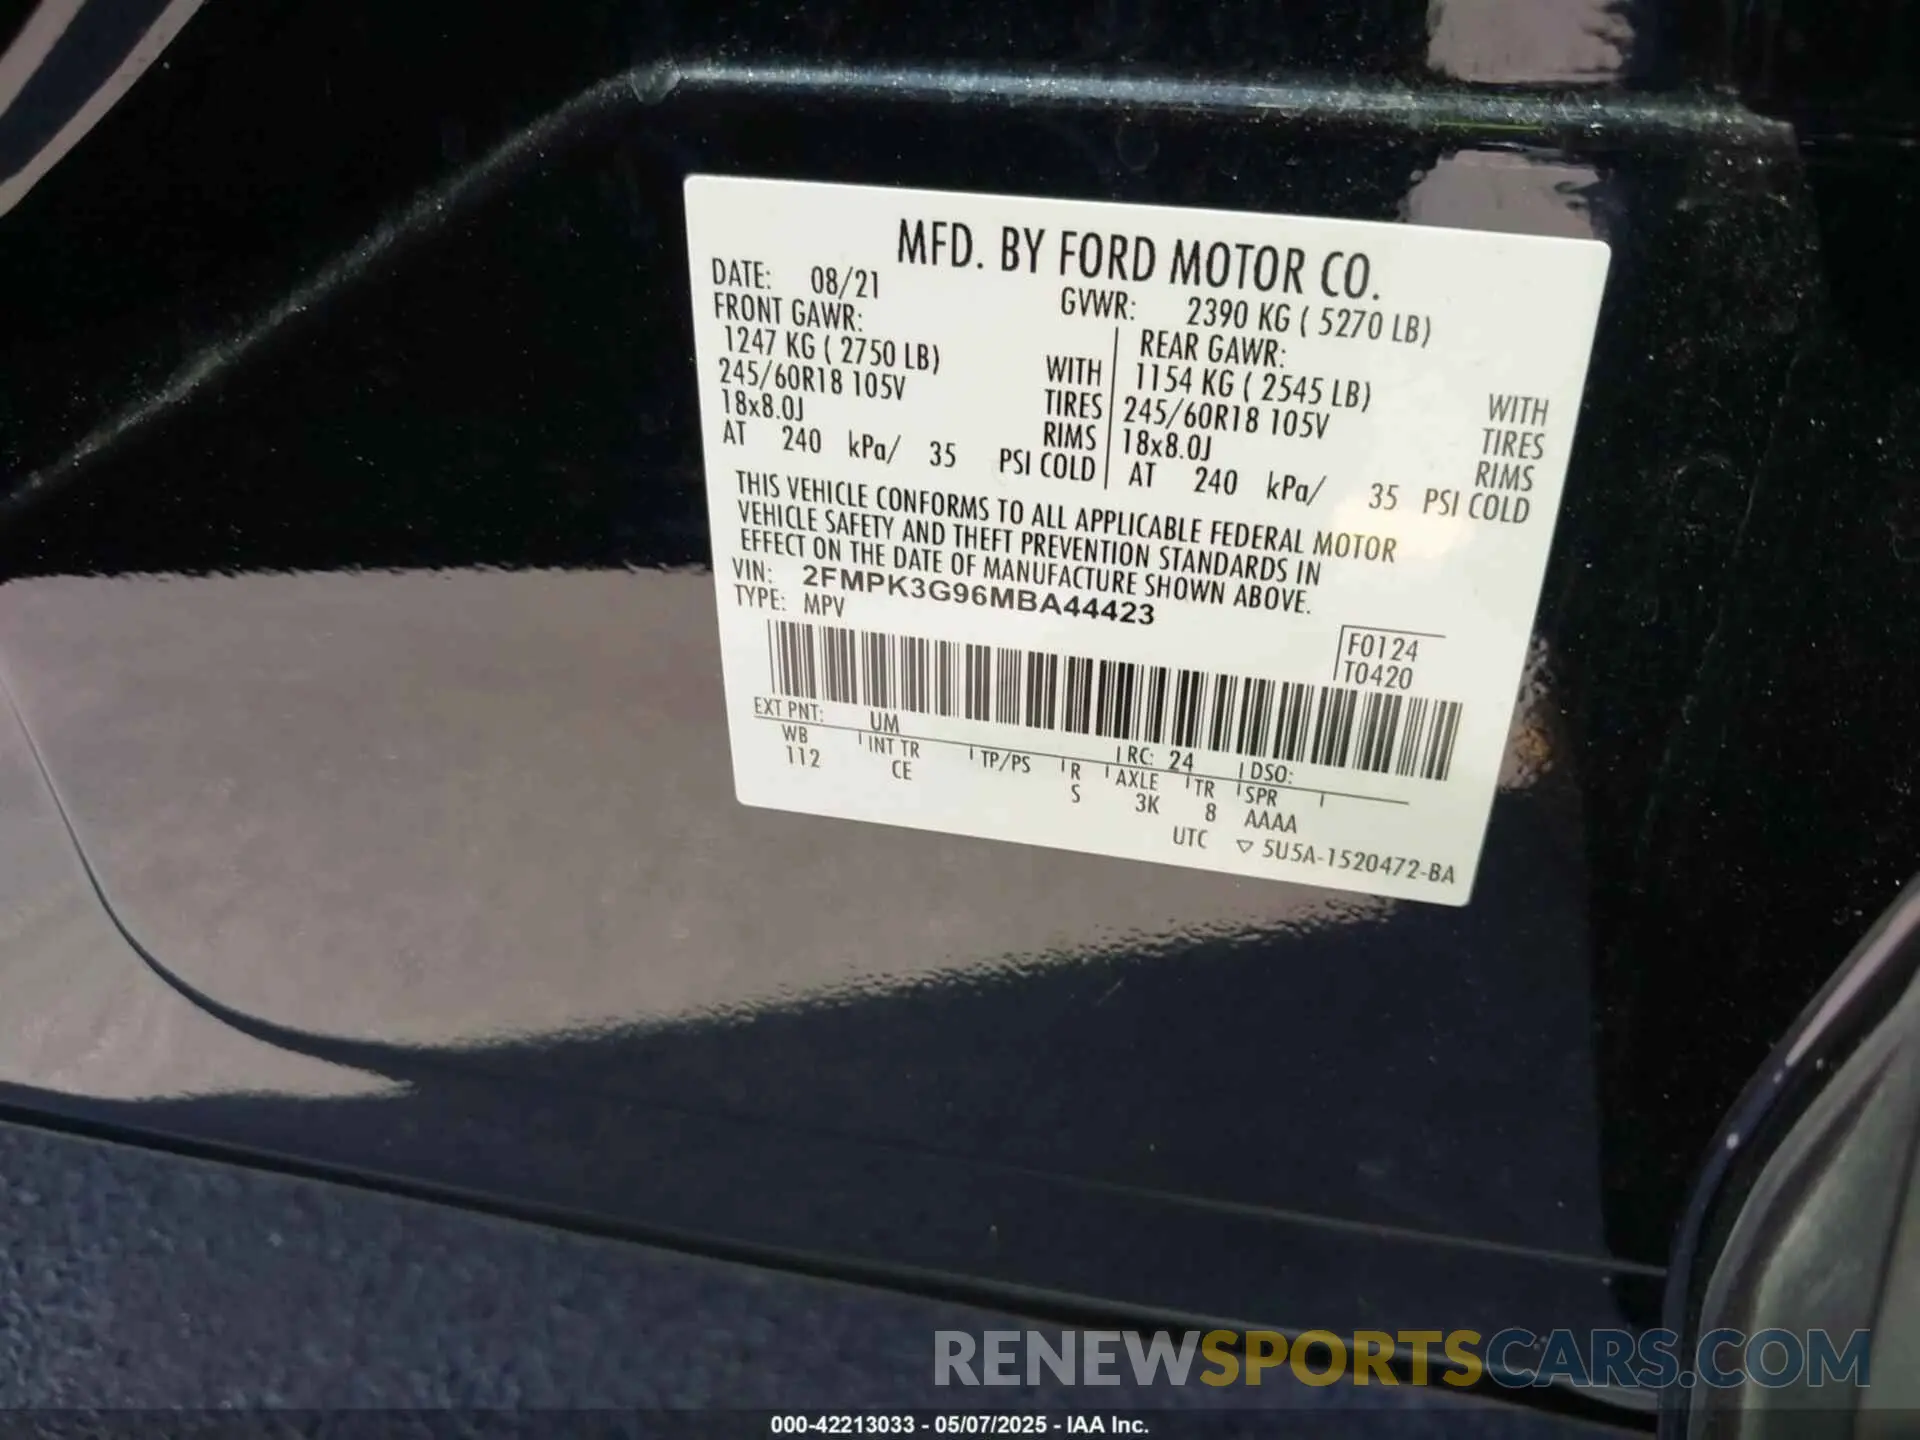 MFD. BY FORD MOTOR CO.
DATE: 08/21 GVWR: 2390 KG ( 5270 LB)
FRONT GAWR: REAR GAWR:
1247 KG ( 2750 LB) WITH 1154 KG ( 2545 LB) WITH
245/60R18 105V TIRES 245/60R18 105V TIRES
18x8.0J RIMS 18x8.0J RIMS
AT 240 kPa/ 35 PSI COLD AT 240 kPa/ 35 PSI COLD
THIS VEHICLE CONFORMS TO ALL APPLICABLE FEDERAL MOTOR
VEHICLE SAFETY AND THEFT PREVENTION STANDARDS IN
EFFECT ON THE DATE OF MANUFACTURE SHOWN ABOVE.
VIN: 2FMPK3G96MBA44423
TYPE: MPV
F0124
T0420
EXT PNT: UM RC: 24 DSO:
WB INT TR TP/PS R AXLE TR SPR
112 CE S 3K 8 AAAA
UTC ▽ 5U5A-1520472-BA
RENEWSPORTSCARS.COM
000-42213033 - 05/07/2025 - IAA Inc.